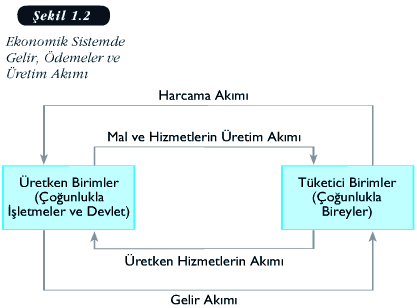 Şekil 1.2
Ekonomik Sistemde
Gelir, Ödemeler ve
Üretim Akımı
Harcama Akımı
Mal ve Hizmetlerin Üretim Akımı
Üretken Birimler
(Çoğunlukla
İşletmeler ve Devlet)
Tüketici Birimler
(Çoğunlukla
Bireyler)
Üretken Hizmetlerin Akımı
Gelir Akımı